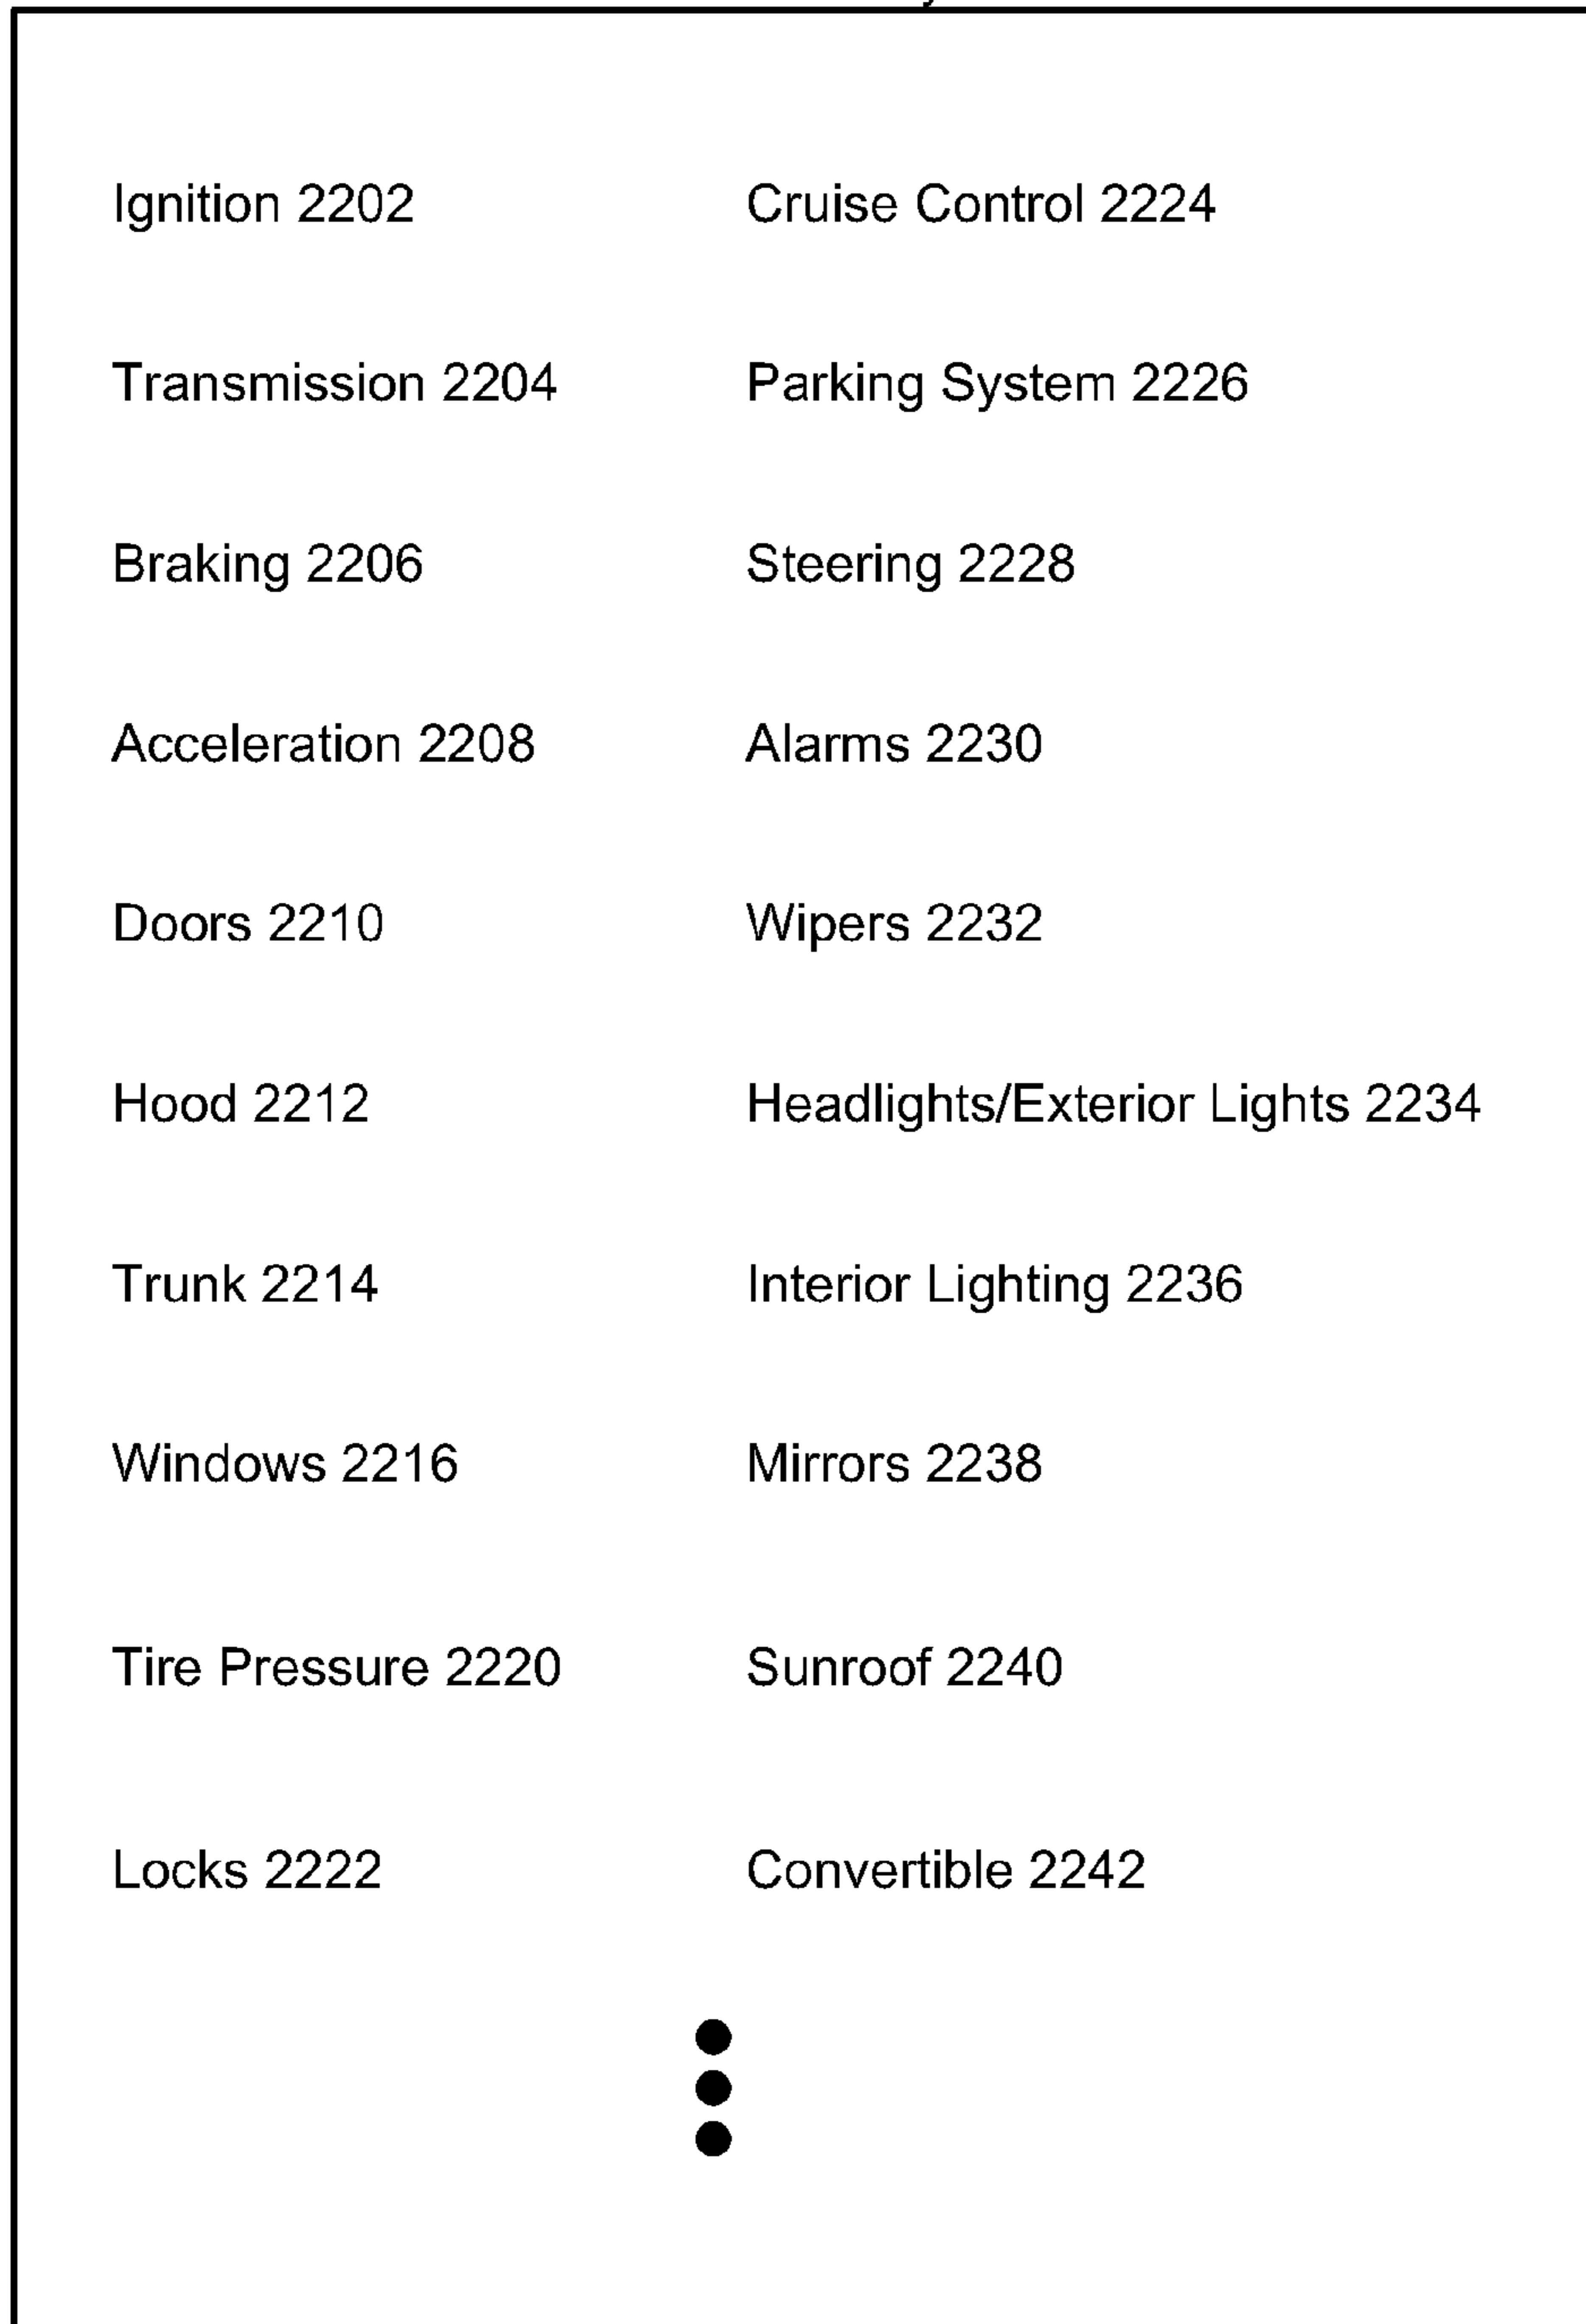 Ignition 2202
Transmission 2204
Braking 2206
Acceleration 2208
Doors 2210
Hood 2212
Trunk 2214
Windows 2216
Tire Pressure 2220
Locks 2222
Cruise Control 2224
Parking System 2226
Steering 2228
Alarms 2230
Wipers 2232
Headlights/Exterior Lights 2234
Interior Lighting 2236
Mirrors 2238
Sunroof 2240
Convertible 2242